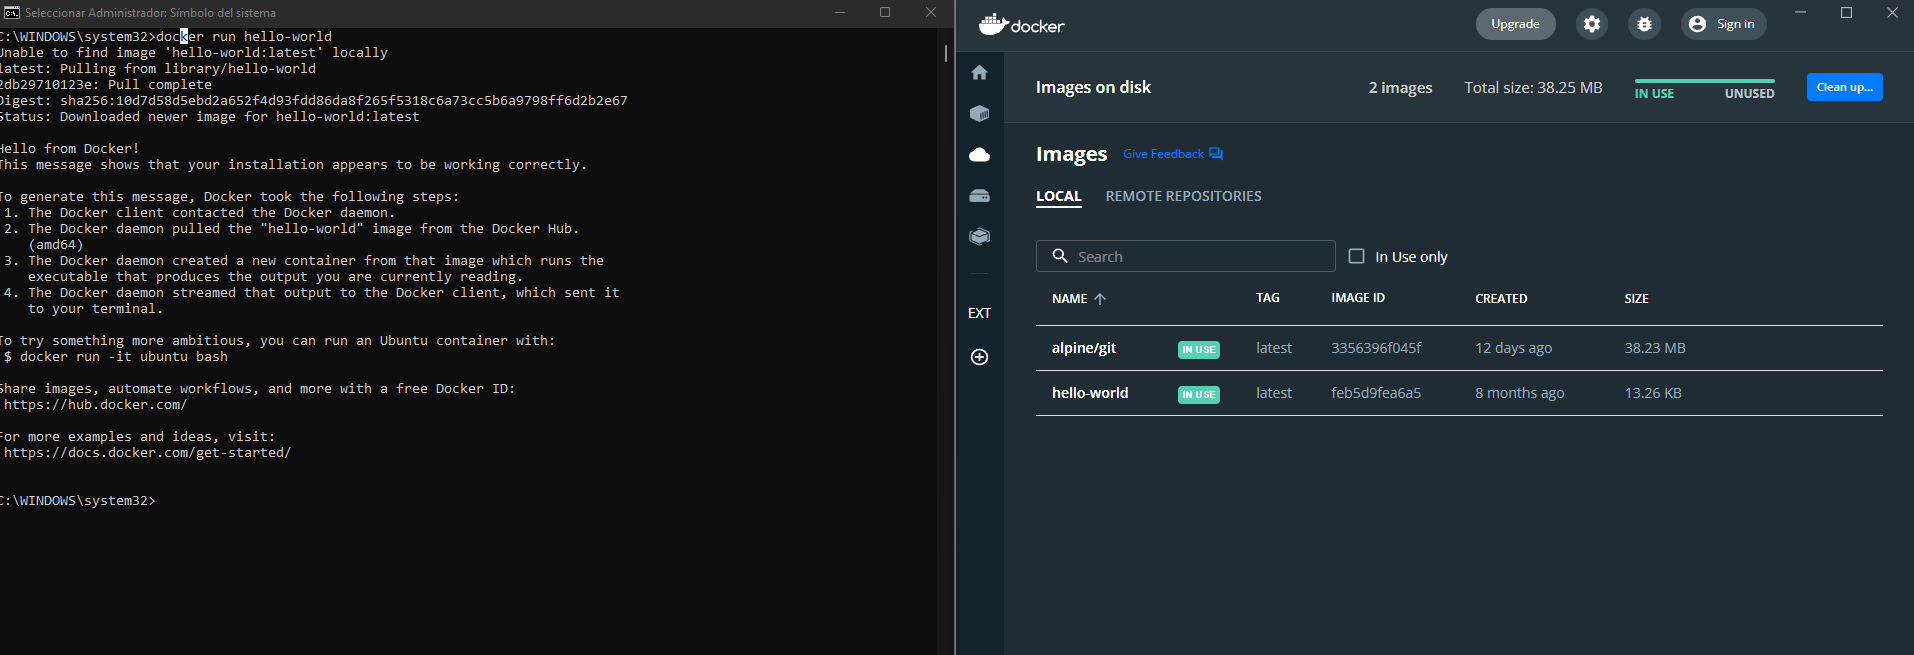 Seleccionar Administrador: Símbolo del sistema
C:\WINDOWS\system32>docker run hello-world
Unable to find image 'hello-world:latest' locally
latest: Pulling from library/hello-world
2db29710123e: Pull complete
Digest: sha256:10d7d58d5ebd2a652f4d93fdd86da8f265f5318c6a73cc5b6a9798ff6d2b2e67
Status: Downloaded newer image for hello-world:latest
Hello from Docker!
This message shows that your installation appears to be working correctly.
To generate this message, Docker took the following steps:
1. The Docker client contacted the Docker daemon.
2. The Docker daemon pulled the "hello-world" image from the Docker Hub.
(amd64)
3. The Docker daemon created a new container from that image which runs the
executable that produces the output you are currently reading.
4. The Docker daemon streamed that output to the Docker client, which sent it
to your terminal.
To try something more ambitious, you can run an Ubuntu container with:
$ docker run -it ubuntu bash
Share images, automate workflows, and more with a free Docker ID:
https://hub.docker.com/
For more examples and ideas, visit:
https://docs.docker.com/get-started/
C:\WINDOWS\system32>
docker
Upgrade
Sign in
Images on disk
2 images
Total size: 38.25 MB
IN USE
UNUSED
Clean up...
Images
Give Feedback
LOCAL
REMOTE REPOSITORIES
Search
In Use only
EXT
NAME TAG IMAGE ID CREATED SIZE
alpine/git IN USE latest 3356396f045f 12 days ago 38.23 MB
hello-world IN USE latest feb5d9fea6a5 8 months ago 13.26 KB